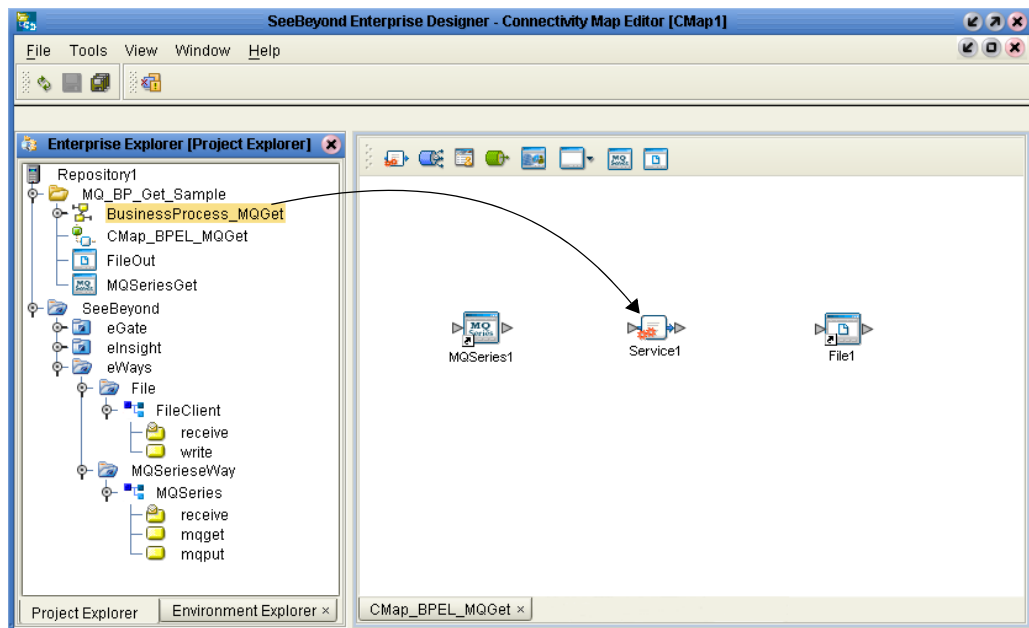 SeeBeyond Enterprise Designer - Connectivity Map Editor [CMap1]
File Tools View Window Help
Enterprise Explorer [Project Explorer]
Repository1
MQ_BP_Get_Sample
BusinessProcess_MQGet
CMap_BPEL_MQGet
FileOut
MQSeriesGet
SeeBeyond
eGate
eInsight
eWays
File
FileClient
receive
write
MQSerieseWay
MQSeries
receive
mqget
mqput
Project Explorer
Environment Explorer ×
MQ Series
MQSeries1
Service1
File1
CMap_BPEL_MQGet ×